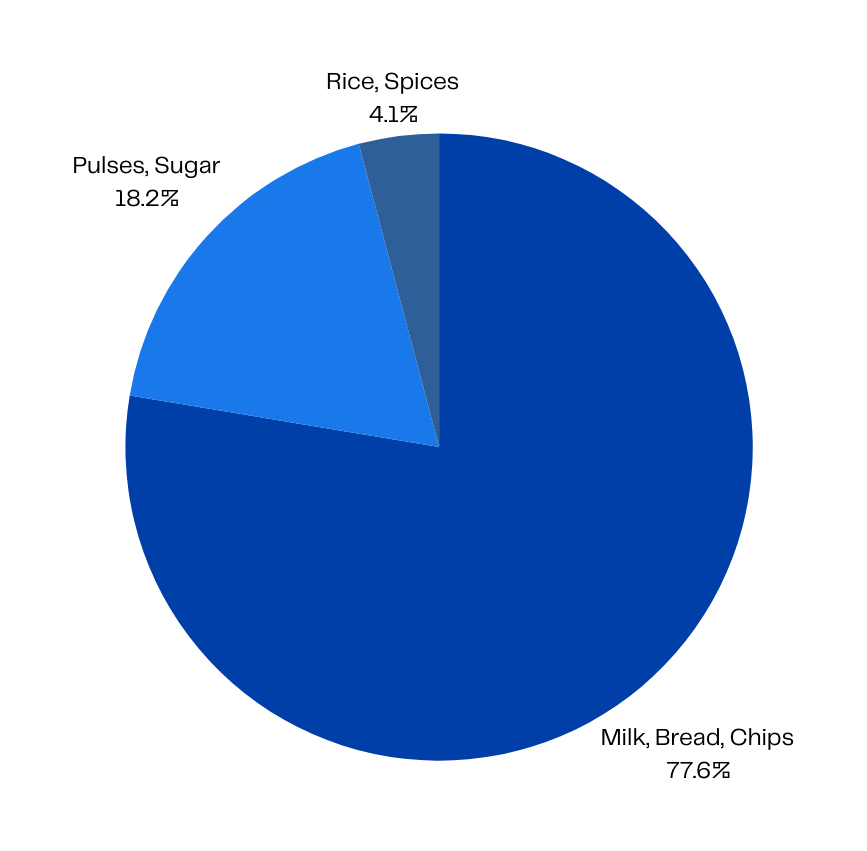 Rice, Spices
4.1%
Pulses, Sugar
18.2%
Milk, Bread, Chips
77.6%